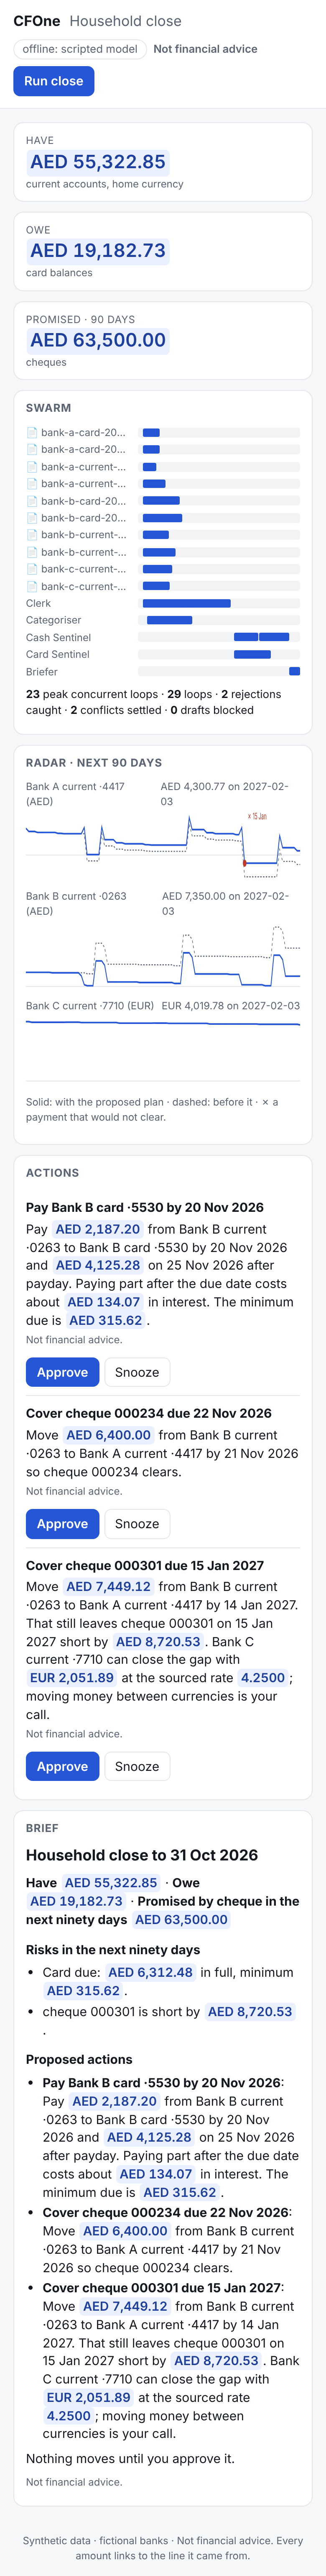 CFOne Household close
offline: scripted model Not financial advice
Run close
HAVE
AED 55,322.85
current accounts, home currency
OWE
AED 19,182.73
card balances
PROMISED · 90 DAYS
AED 63,500.00
cheques
SWARM
bank-a-card-20...
bank-a-card-20...
bank-a-current-...
bank-a-current-...
bank-b-card-20...
bank-b-card-20...
bank-b-current-...
bank-b-current-...
bank-c-current-...
bank-c-current-...
Clerk
Categoriser
Cash Sentinel
Card Sentinel
Briefer
23 peak concurrent loops · 29 loops · 2 rejections
caught · 2 conflicts settled · 0 drafts blocked
RADAR · NEXT 90 DAYS
Bank A current ·4417 AED 4,300.77 on 2027-02-
(AED) 03
× 15 Jan
Bank B current ·0263 AED 7,350.00 on 2027-02-
(AED) 03
Bank C current ·7710 (EUR) EUR 4,019.78 on 2027-02-03
Solid: with the proposed plan · dashed: before it · × a
payment that would not clear.
ACTIONS
Pay Bank B card ·5530 by 20 Nov 2026
Pay AED 2,187.20 from Bank B current
·0263 to Bank B card ·5530 by 20 Nov 2026
and AED 4,125.28 on 25 Nov 2026 after
payday. Paying part after the due date costs
about AED 134.07 in interest. The minimum
due is AED 315.62 .
Not financial advice.
Approve Snooze
Cover cheque 000234 due 22 Nov 2026
Move AED 6,400.00 from Bank B current
·0263 to Bank A current ·4417 by 21 Nov 2026
so cheque 000234 clears.
Not financial advice.
Approve Snooze
Cover cheque 000301 due 15 Jan 2027
Move AED 7,449.12 from Bank B current
·0263 to Bank A current ·4417 by 14 Jan 2027.
That still leaves cheque 000301 on 15 Jan
2027 short by AED 8,720.53 . Bank C
current ·7710 can close the gap with
EUR 2,051.89 at the sourced rate 4.2500 ;
moving money between currencies is your
call.
Not financial advice.
Approve Snooze
BRIEF
Household close to 31 Oct 2026
Have AED 55,322.85 · Owe
AED 19,182.73 · Promised by cheque in the
next ninety days AED 63,500.00
Risks in the next ninety days
• Card due: AED 6,312.48 in full, minimum
AED 315.62 .
• cheque 000301 is short by AED 8,720.53
.
Proposed actions
• Pay Bank B card ·5530 by 20 Nov 2026:
Pay AED 2,187.20 from Bank B current
·0263 to Bank B card ·5530 by 20 Nov
2026 and AED 4,125.28 on 25 Nov 2026
after payday. Paying part after the due date
costs about AED 134.07 in interest. The
minimum due is AED 315.62 .
• Cover cheque 000234 due 22 Nov 2026:
Move AED 6,400.00 from Bank B current
·0263 to Bank A current ·4417 by 21 Nov
2026 so cheque 000234 clears.
• Cover cheque 000301 due 15 Jan 2027:
Move AED 7,449.12 from Bank B current
·0263 to Bank A current ·4417 by 14 Jan
2027. That still leaves cheque 000301 on
15 Jan 2027 short by AED 8,720.53 . Bank
C current ·7710 can close the gap with
EUR 2,051.89 at the sourced rate
4.2500 ; moving money between
currencies is your call.
Nothing moves until you approve it.
Not financial advice.
Synthetic data · fictional banks · Not financial advice. Every
amount links to the line it came from.